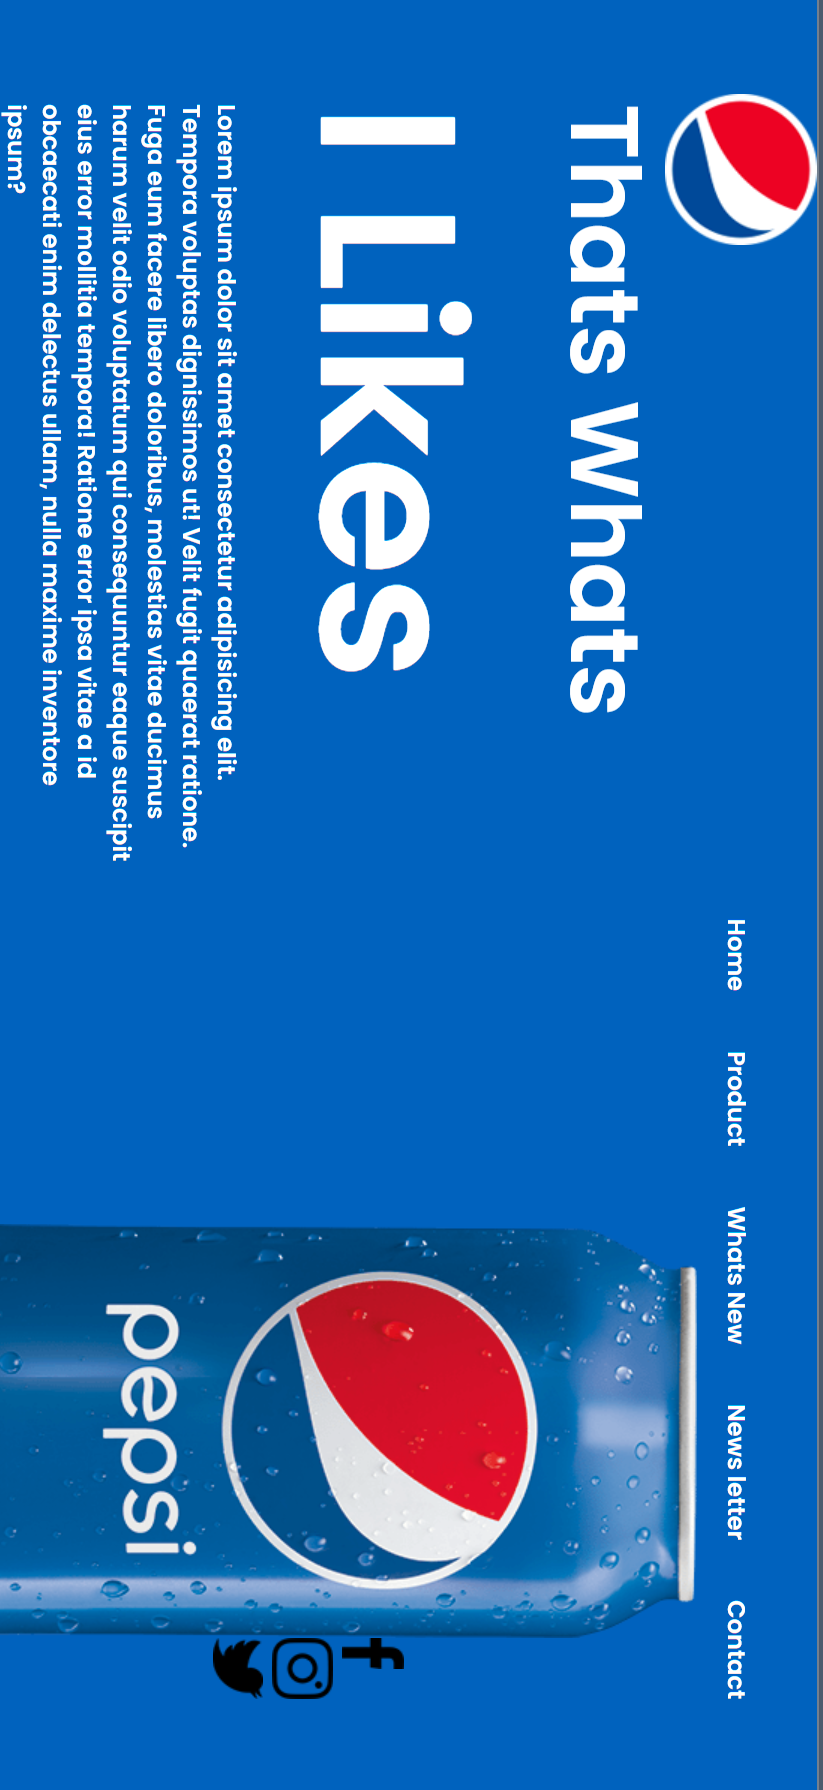 Home Product Whats New News letter Contact
Thats Whats
I Likes
Lorem ipsum dolor sit amet consectetur adipisicing elit.
Tempora voluptas dignissimos ut! Velit fugit quaerat ratione.
Fuga eum facere libero doloribus, molestias vitae ducimus
harum velit odio voluptatum qui consequuntur eaque suscipit
eius error mollitia tempora! Ratione error ipsa vitae a id
obcaecati enim delectus ullam, nulla maxime inventore
ipsum?
pepsi